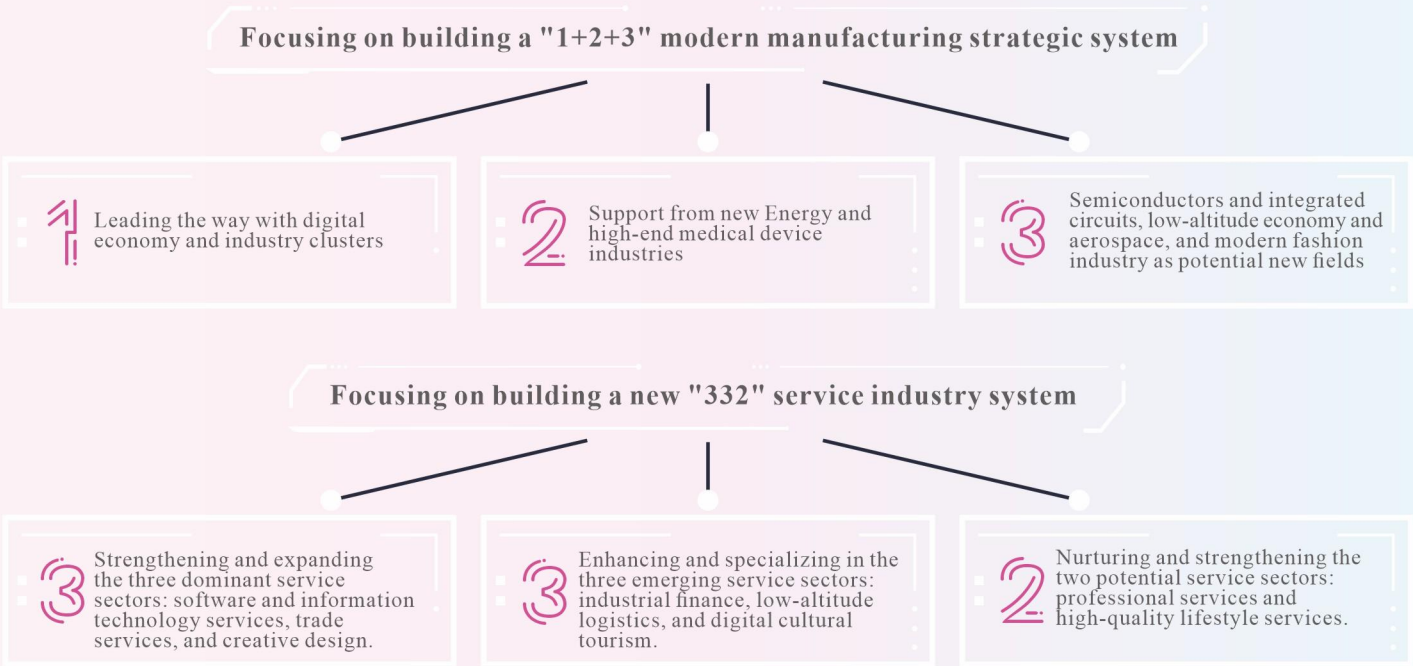 Focusing on building a "1+2+3" modern manufacturing strategic system
1
Leading the way with digital
economy and industry clusters
2
Support from new Energy and
high-end medical device
industries
3
Semiconductors and integrated
circuits, low-altitude economy and
aerospace, and modern fashion
industry as potential new fields
Focusing on building a new "332" service industry system
3
Strengthening and expanding
the three dominant service
sectors: software and information
technology services, trade
services, and creative design.
3
Enhancing and specializing in the
three emerging service sectors:
industrial finance, low-altitude
logistics, and digital cultural
tourism.
2
Nurturing and strengthening the
two potential service sectors:
professional services and
high-quality lifestyle services.